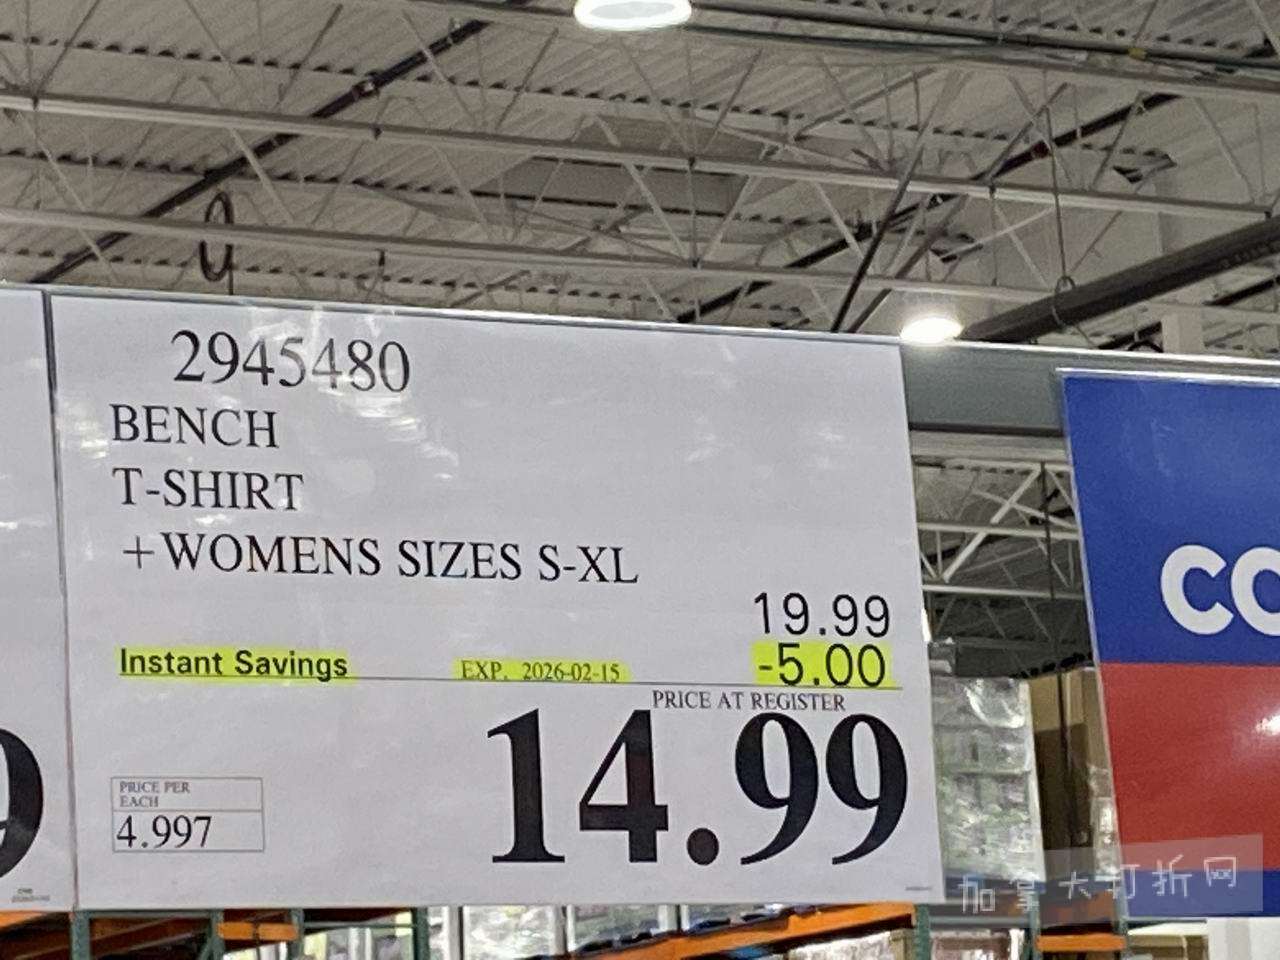 2945480
BENCH
T-SHIRT
+WOMENS SIZES S-XL
19.99
Instant Savings EXP. 2026-02-15 -5.00
PRICE AT REGISTER
14.99
PRICE PER
EACH
4.997
9
CO
加拿大打折网